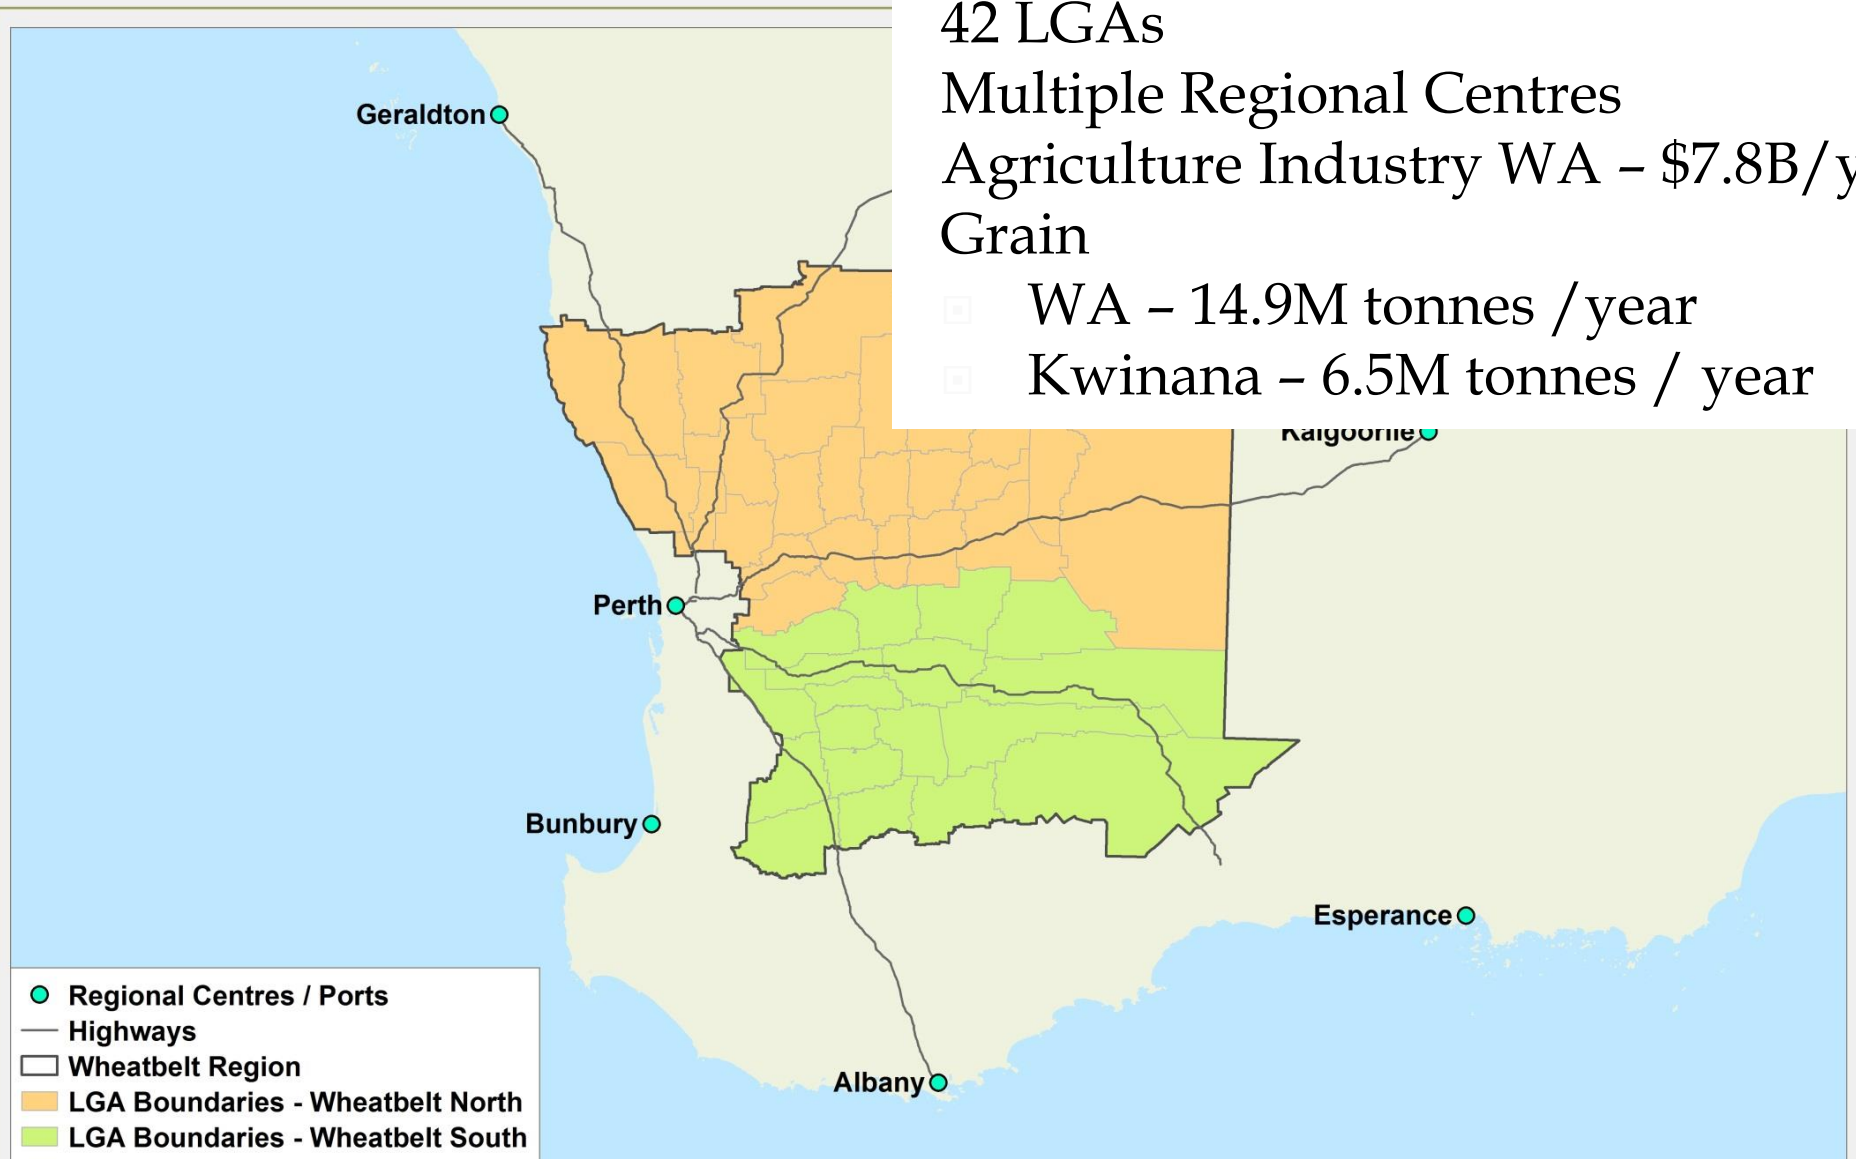 42 LGAs
Multiple Regional Centres
Agriculture Industry WA – $7.8B/y
Grain
WA – 14.9M tonnes /year
Kwinana – 6.5M tonnes / year
Geraldton
Kalgoorlie
Perth
Bunbury
Esperance
Albany
Regional Centres / Ports
Highways
Wheatbelt Region
LGA Boundaries - Wheatbelt North
LGA Boundaries - Wheatbelt South